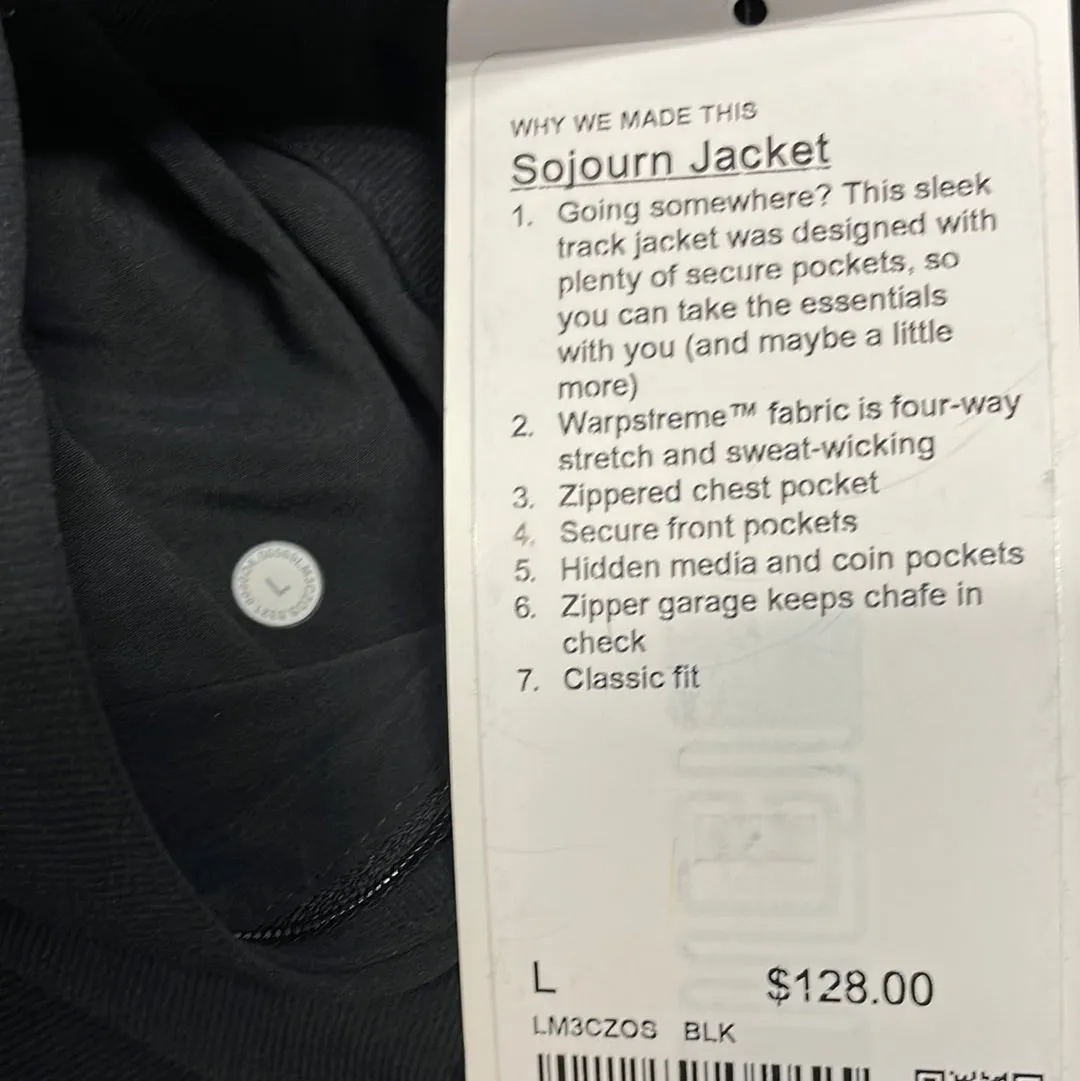 WHY WE MADE THIS
Sojourn Jacket
1. Going somewhere? This sleek
track jacket was designed with
plenty of secure pockets, so
you can take the essentials
with you (and maybe a little
more)
2. Warpstreme™ fabric is four-way
stretch and sweat-wicking
3. Zippered chest pocket
4. Secure front pockets
5. Hidden media and coin pockets
6. Zipper garage keeps chafe in
check
7. Classic fit
L
L $128.00
LM3CZOS BLK